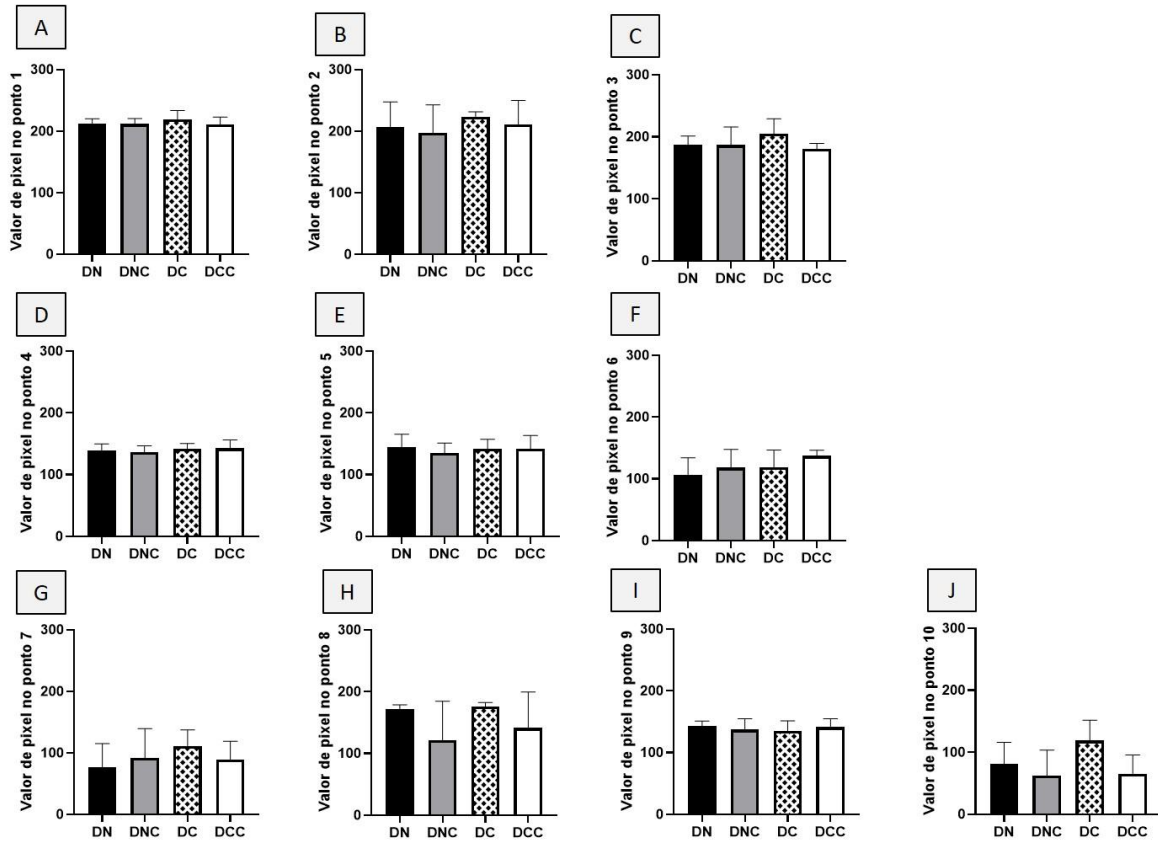 A
Valor de pixel no ponto 1
300
200
100
0
DN DNC DC DCC
B
Valor de pixel no ponto 2
300
200
100
0
DN DNC DC DCC
C
Valor de pixel no ponto 3
300
200
100
0
DN DNC DC DCC
D
Valor de pixel no ponto 4
300
200
100
0
DN DNC DC DCC
E
Valor de pixel no ponto 5
300
200
100
0
DN DNC DC DCC
F
Valor de pixel no ponto 6
300
200
100
0
DN DNC DC DCC
G
Valor de pixel no ponto 7
300
200
100
0
DN DNC DC DCC
H
Valor de pixel no ponto 8
300
200
100
0
DN DNC DC DCC
I
Valor de pixel no ponto 9
300
200
100
0
DN DNC DC DCC
J
Valor de pixel no ponto 10
300
200
100
0
DN DNC DC DCC